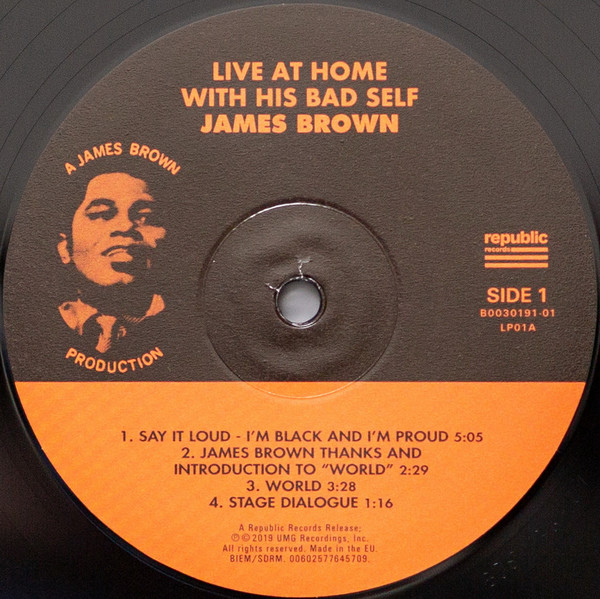 LIVE AT HOME
WITH HIS BAD SELF
JAMES BROWN
A JAMES BROWN
PRODUCTION
republic
records
SIDE 1
B0030191-01
LP01A
1. SAY IT LOUD - I'M BLACK AND I'M PROUD 5:05
2. JAMES BROWN THANKS AND
INTRODUCTION TO "WORLD" 2:29
3. WORLD 3:28
4. STAGE DIALOGUE 1:16
A Republic Records Release;
℗©2019 UMG Recordings, Inc.
All rights reserved. Made in the EU.
BIEM/SDRM. 00602577645709.